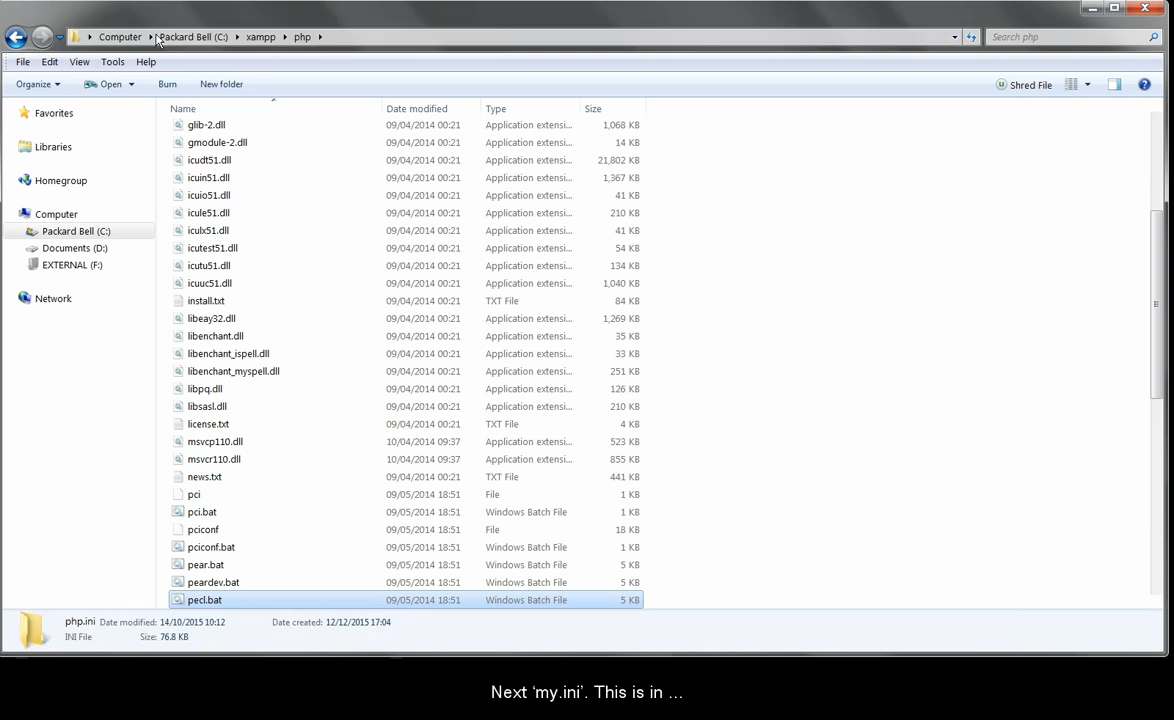 Computer Packard Bell (C:) xampp php
Search php
File Edit View Tools Help
Organize Open Burn New folder
Shred File
Favorites
Libraries
Homegroup
Computer
Packard Bell (C:)
Documents (D:)
EXTERNAL (F:)
Network
Name Date modified Type Size
glib-2.dll 09/04/2014 00:21 Application extensi... 1,068 KB
gmodule-2.dll 09/04/2014 00:21 Application extensi... 14 KB
icudt51.dll 09/04/2014 00:21 Application extensi... 21,802 KB
icuin51.dll 09/04/2014 00:21 Application extensi... 1,367 KB
icuio51.dll 09/04/2014 00:21 Application extensi... 41 KB
icule51.dll 09/04/2014 00:21 Application extensi... 210 KB
iculx51.dll 09/04/2014 00:21 Application extensi... 41 KB
icutest51.dll 09/04/2014 00:21 Application extensi... 54 KB
icutu51.dll 09/04/2014 00:21 Application extensi... 134 KB
icuuc51.dll 09/04/2014 00:21 Application extensi... 1,040 KB
install.txt 09/04/2014 00:21 TXT File 84 KB
libeay32.dll 09/04/2014 00:21 Application extensi... 1,269 KB
libenchant.dll 09/04/2014 00:21 Application extensi... 35 KB
libenchant_ispell.dll 09/04/2014 00:21 Application extensi... 33 KB
libenchant_myspell.dll 09/04/2014 00:21 Application extensi... 251 KB
libpq.dll 09/04/2014 00:21 Application extensi... 126 KB
libsasl.dll 09/04/2014 00:21 Application extensi... 210 KB
license.txt 09/04/2014 00:21 TXT File 4 KB
msvcp110.dll 10/04/2014 09:37 Application extensi... 523 KB
msvcr110.dll 10/04/2014 09:37 Application extensi... 855 KB
news.txt 09/04/2014 00:21 TXT File 441 KB
pci 09/05/2014 18:51 File 1 KB
pci.bat 09/05/2014 18:51 Windows Batch File 1 KB
pciconf 09/05/2014 18:51 File 18 KB
pciconf.bat 09/05/2014 18:51 Windows Batch File 1 KB
pear.bat 09/05/2014 18:51 Windows Batch File 5 KB
peardev.bat 09/05/2014 18:51 Windows Batch File 5 KB
pecl.bat 09/05/2014 18:51 Windows Batch File 5 KB
php.ini Date modified: 14/10/2015 10:12 Date created: 12/12/2015 17:04
INI File Size: 76.8 KB
Next ‘my.ini’. This is in ...